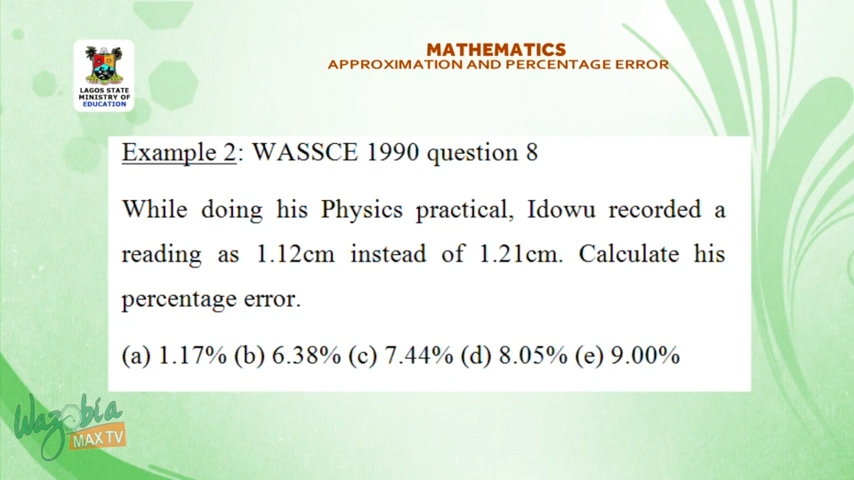 MATHEMATICS
APPROXIMATION AND PERCENTAGE ERROR
LAGOS STATE
MINISTRY OF
EDUCATION
Example 2: WASSCE 1990 question 8
While doing his Physics practical, Idowu recorded a
reading as 1.12cm instead of 1.21cm. Calculate his
percentage error.
(a) 1.17% (b) 6.38% (c) 7.44% (d) 8.05% (e) 9.00%
Wazobia
MAX TV